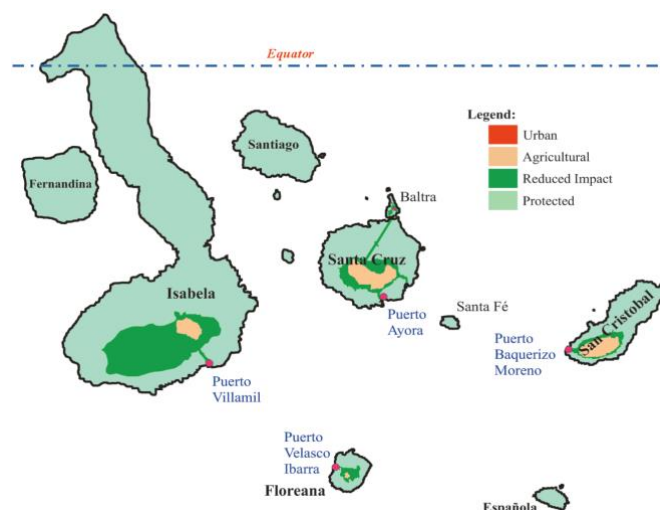 Equator
Legend:
Urban
Agricultural
Reduced Impact
Protected
Santiago
Fernandina
Baltra
Santa Cruz
Isabela
Santa Fé
San Cristobal
Puerto
Ayora
Puerto
Baquerizo
Moreno
Puerto
Villamil
Puerto
Velasco
Ibarra
Floreana
Española